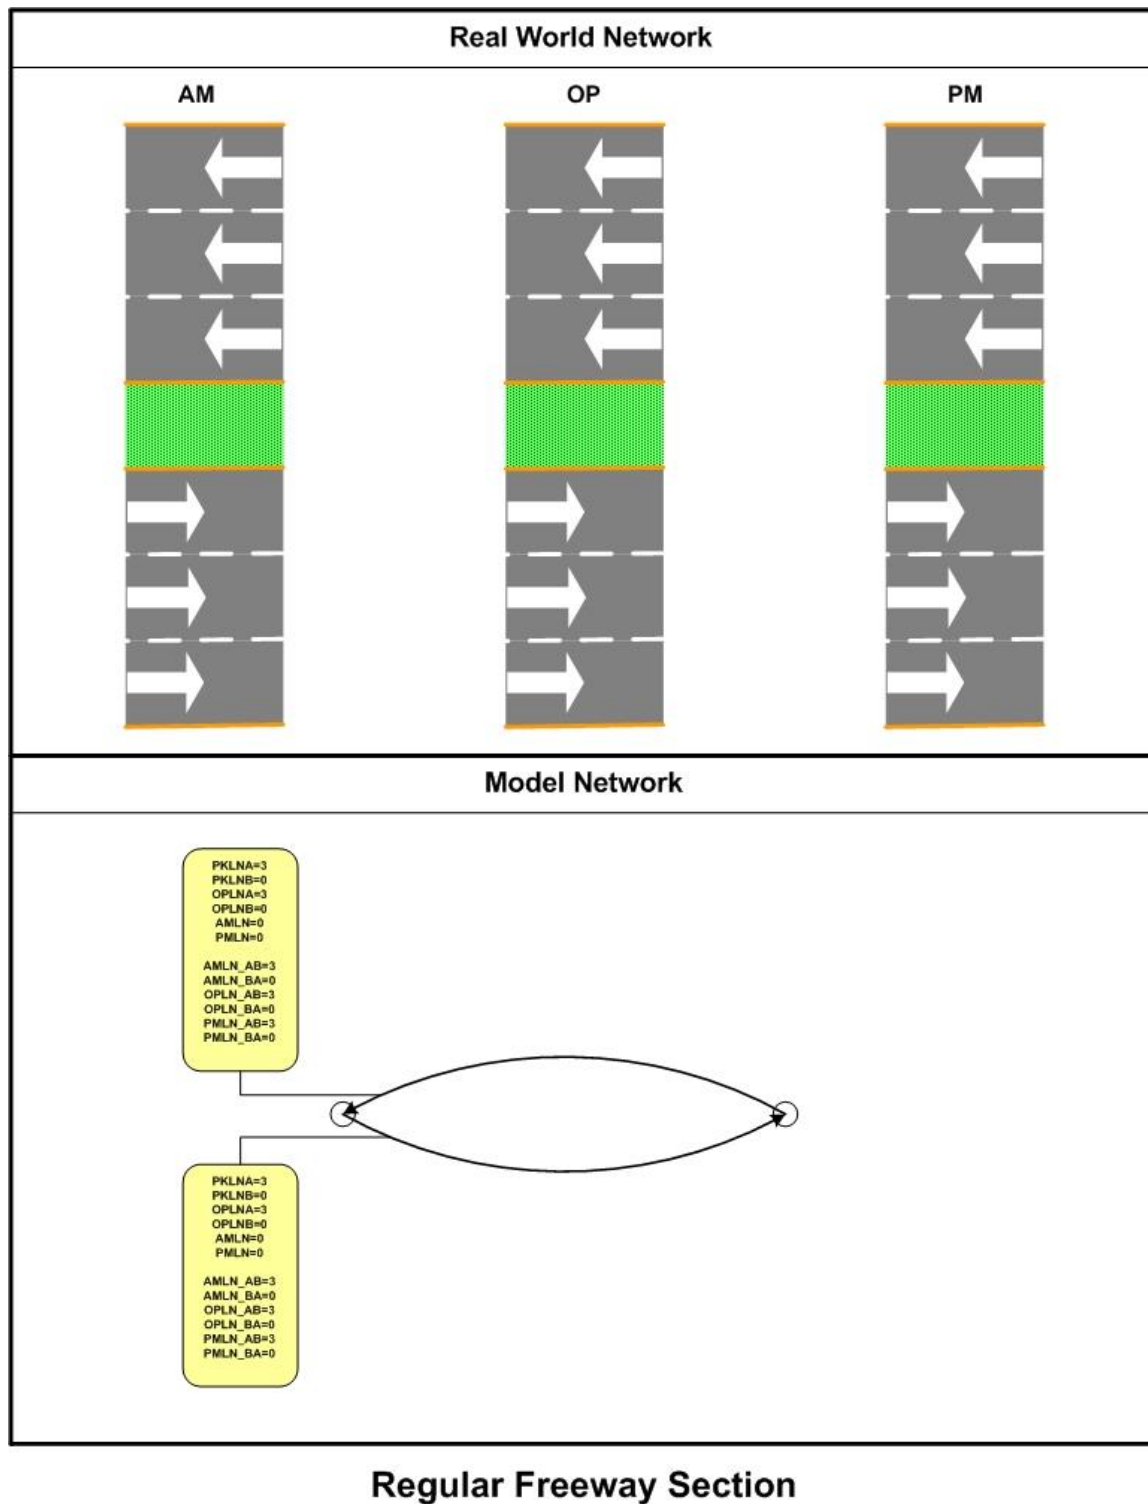 Real World Network
AM OP PM
Model Network
PKLNA=3
PKLNB=0
OPLNA=3
OPLNB=0
AMLN=0
PMLN=0
AMLN_AB=3
AMLN_BA=0
OPLN_AB=3
OPLN_BA=0
PMLN_AB=3
PMLN_BA=0
PKLNA=3
PKLNB=0
OPLNA=3
OPLNB=0
AMLN=0
PMLN=0
AMLN_AB=3
AMLN_BA=0
OPLN_AB=3
OPLN_BA=0
PMLN_AB=3
PMLN_BA=0
Regular Freeway Section